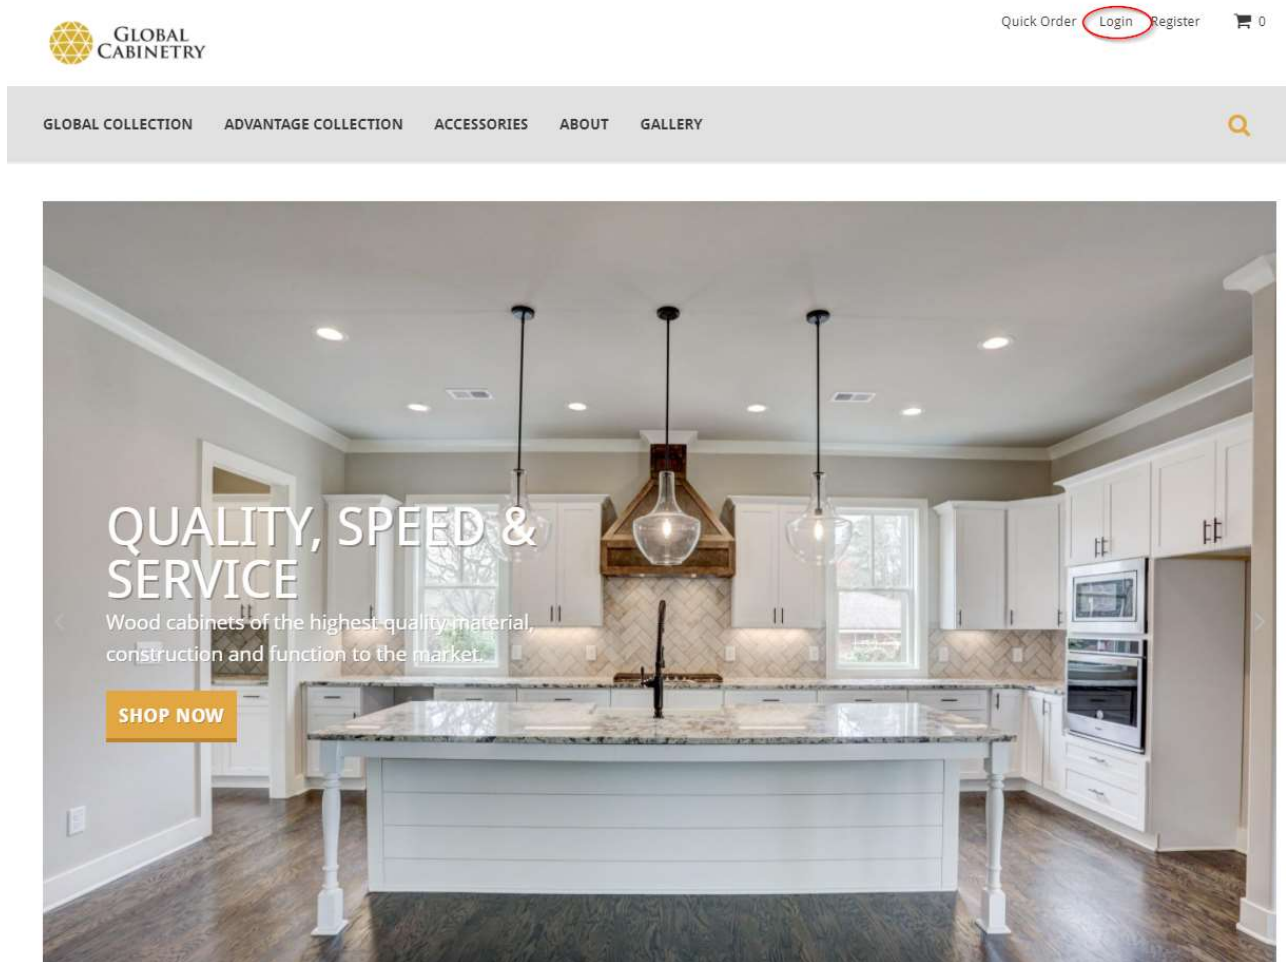 Quick Order Login Register 0
GLOBAL
CABINETRY
GLOBAL COLLECTION ADVANTAGE COLLECTION ACCESSORIES ABOUT GALLERY
QUALITY, SPEED &
SERVICE
Wood cabinets of the highest quality material,
construction and function to the market.
SHOP NOW